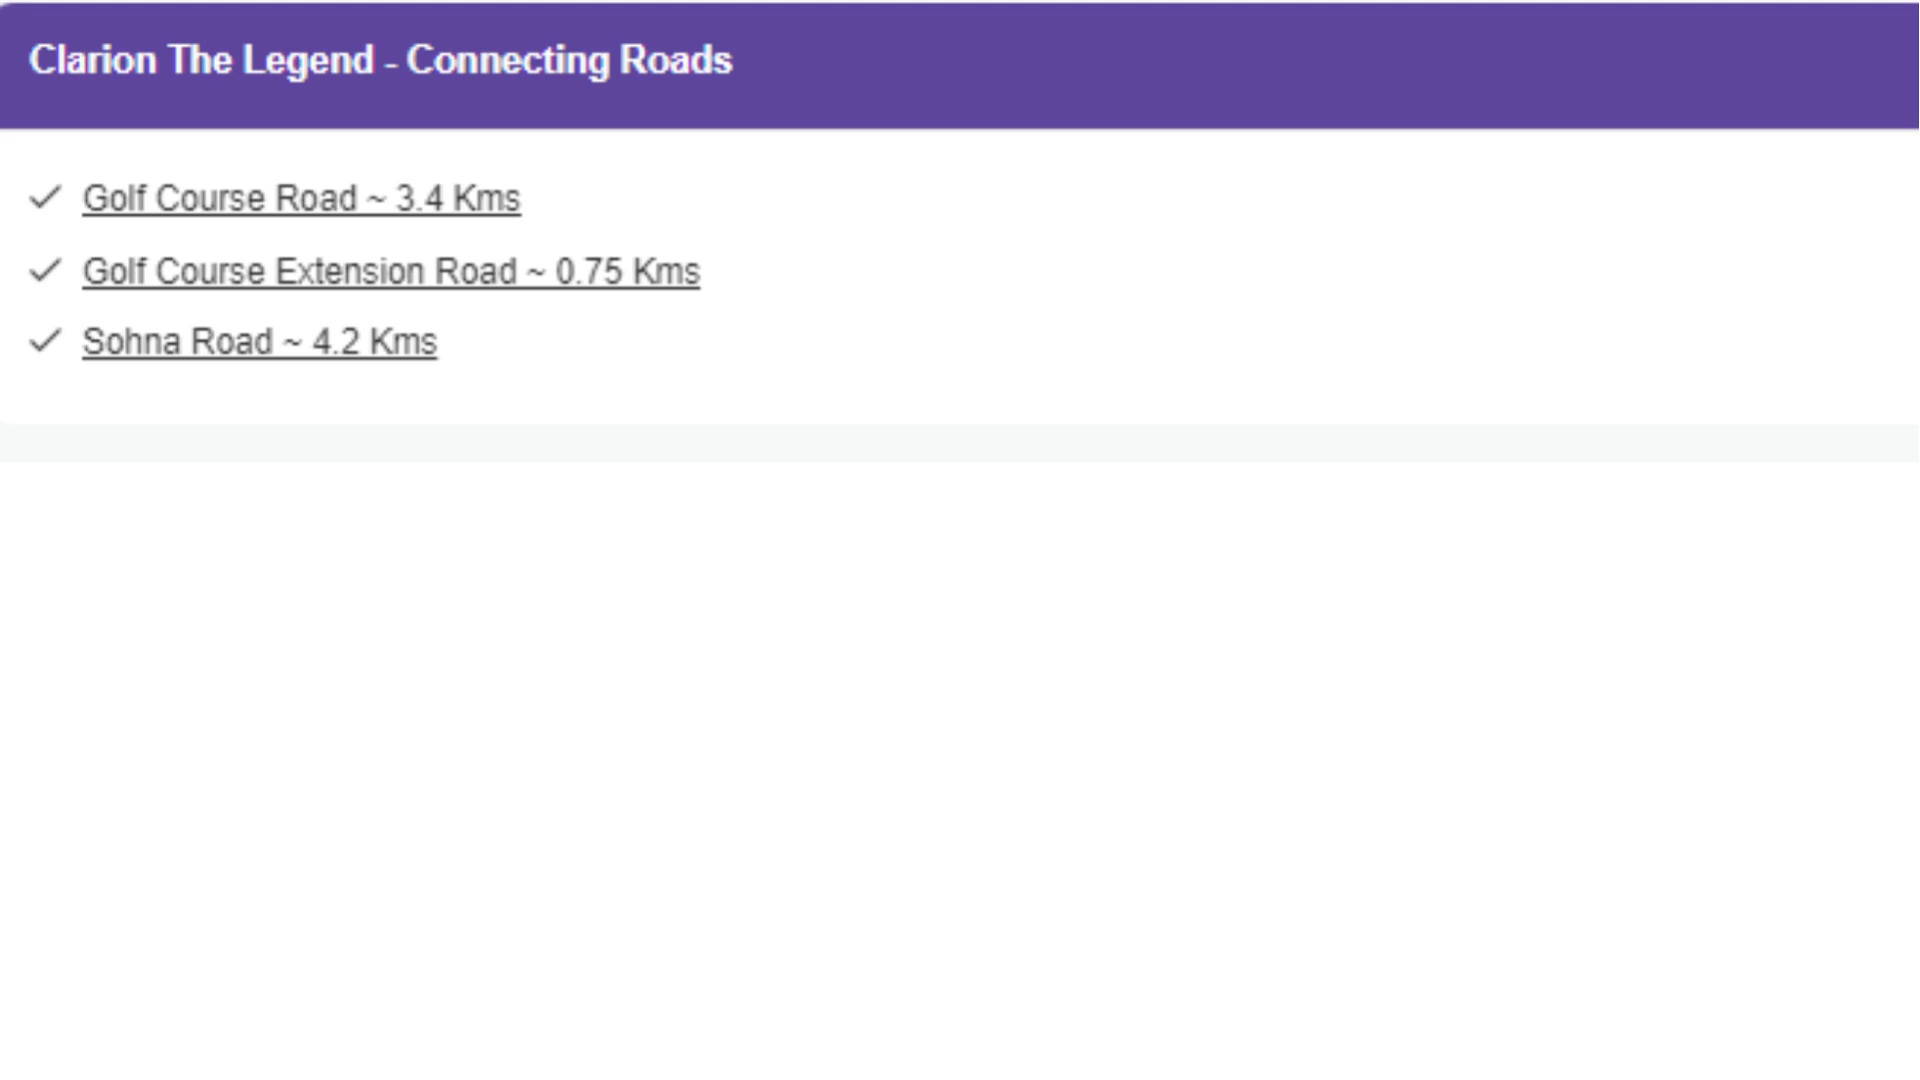 Clarion The Legend - Connecting Roads
Golf Course Road ~ 3.4 Kms
Golf Course Extension Road ~ 0.75 Kms
Sohna Road ~ 4.2 Kms